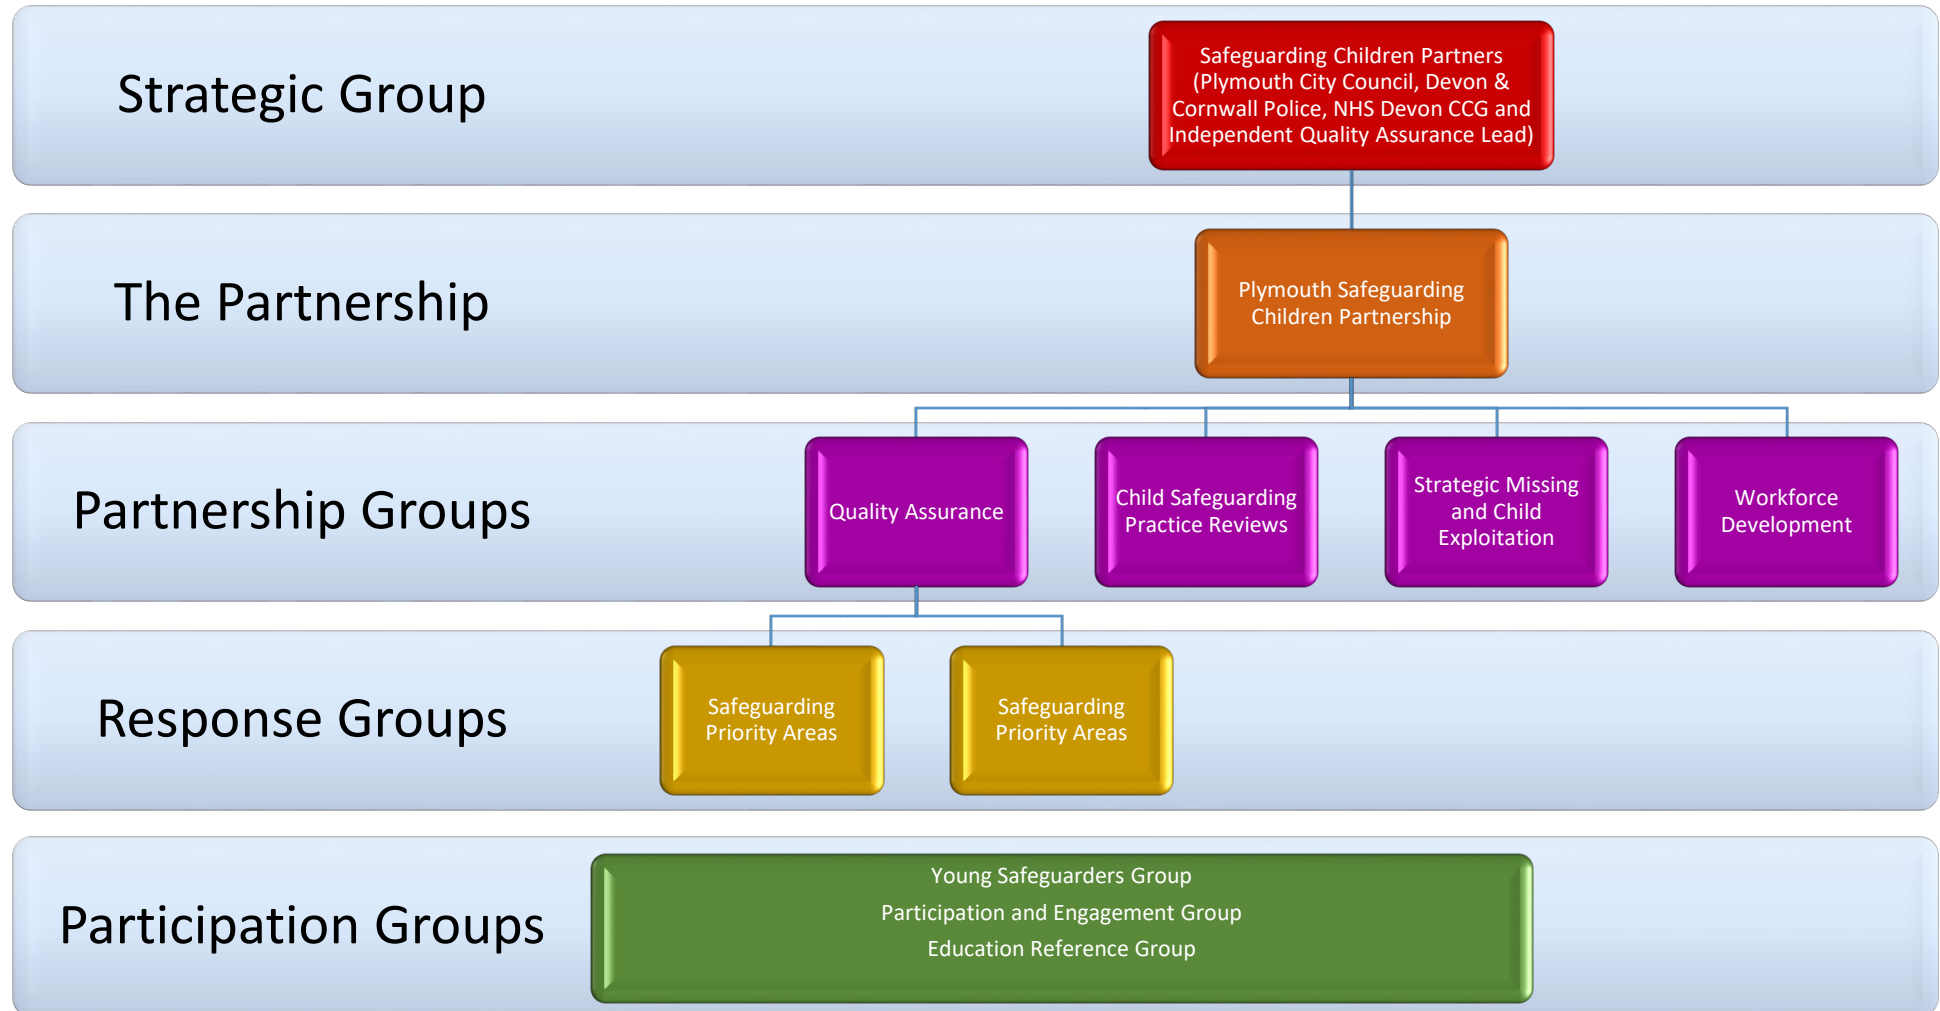 Strategic Group
Safeguarding Children Partners
(Plymouth City Council, Devon &
Cornwall Police, NHS Devon CCG and
Independent Quality Assurance Lead)
The Partnership
Plymouth Safeguarding
Children Partnership
Partnership Groups
Quality Assurance
Child Safeguarding
Practice Reviews
Strategic Missing
and Child
Exploitation
Workforce
Development
Response Groups
Safeguarding
Priority Areas
Safeguarding
Priority Areas
Participation Groups
Young Safeguarders Group
Participation and Engagement Group
Education Reference Group